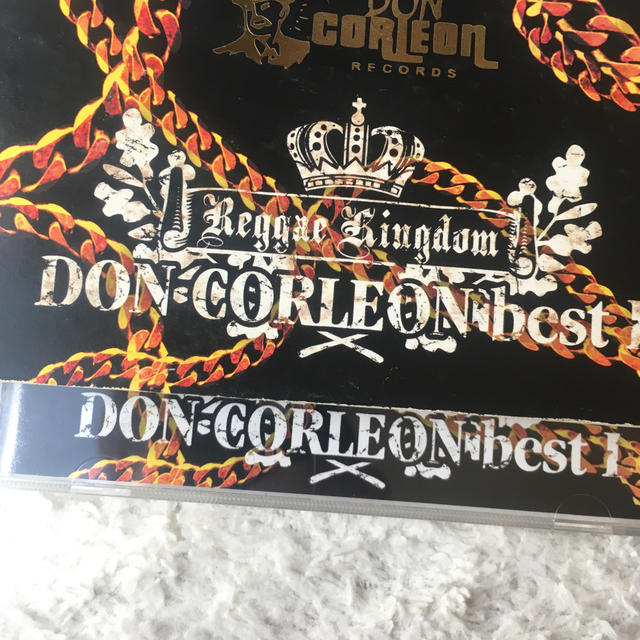 DON
CORLEON
RECORDS
Reggae Kingdom
DON CORLEON best
DON CORLEON best